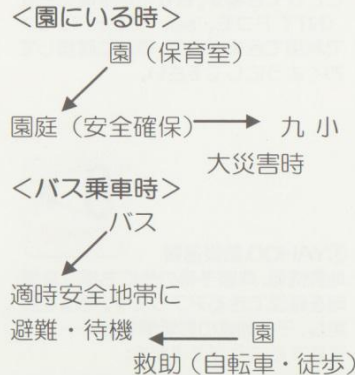 ＜園にいる時＞
園（保育室）
園庭（安全確保） 九 小
大災害時
＜バス乗車時＞
バス
適時安全地帯に
避難・待機 園
救助（自転車・徒歩）